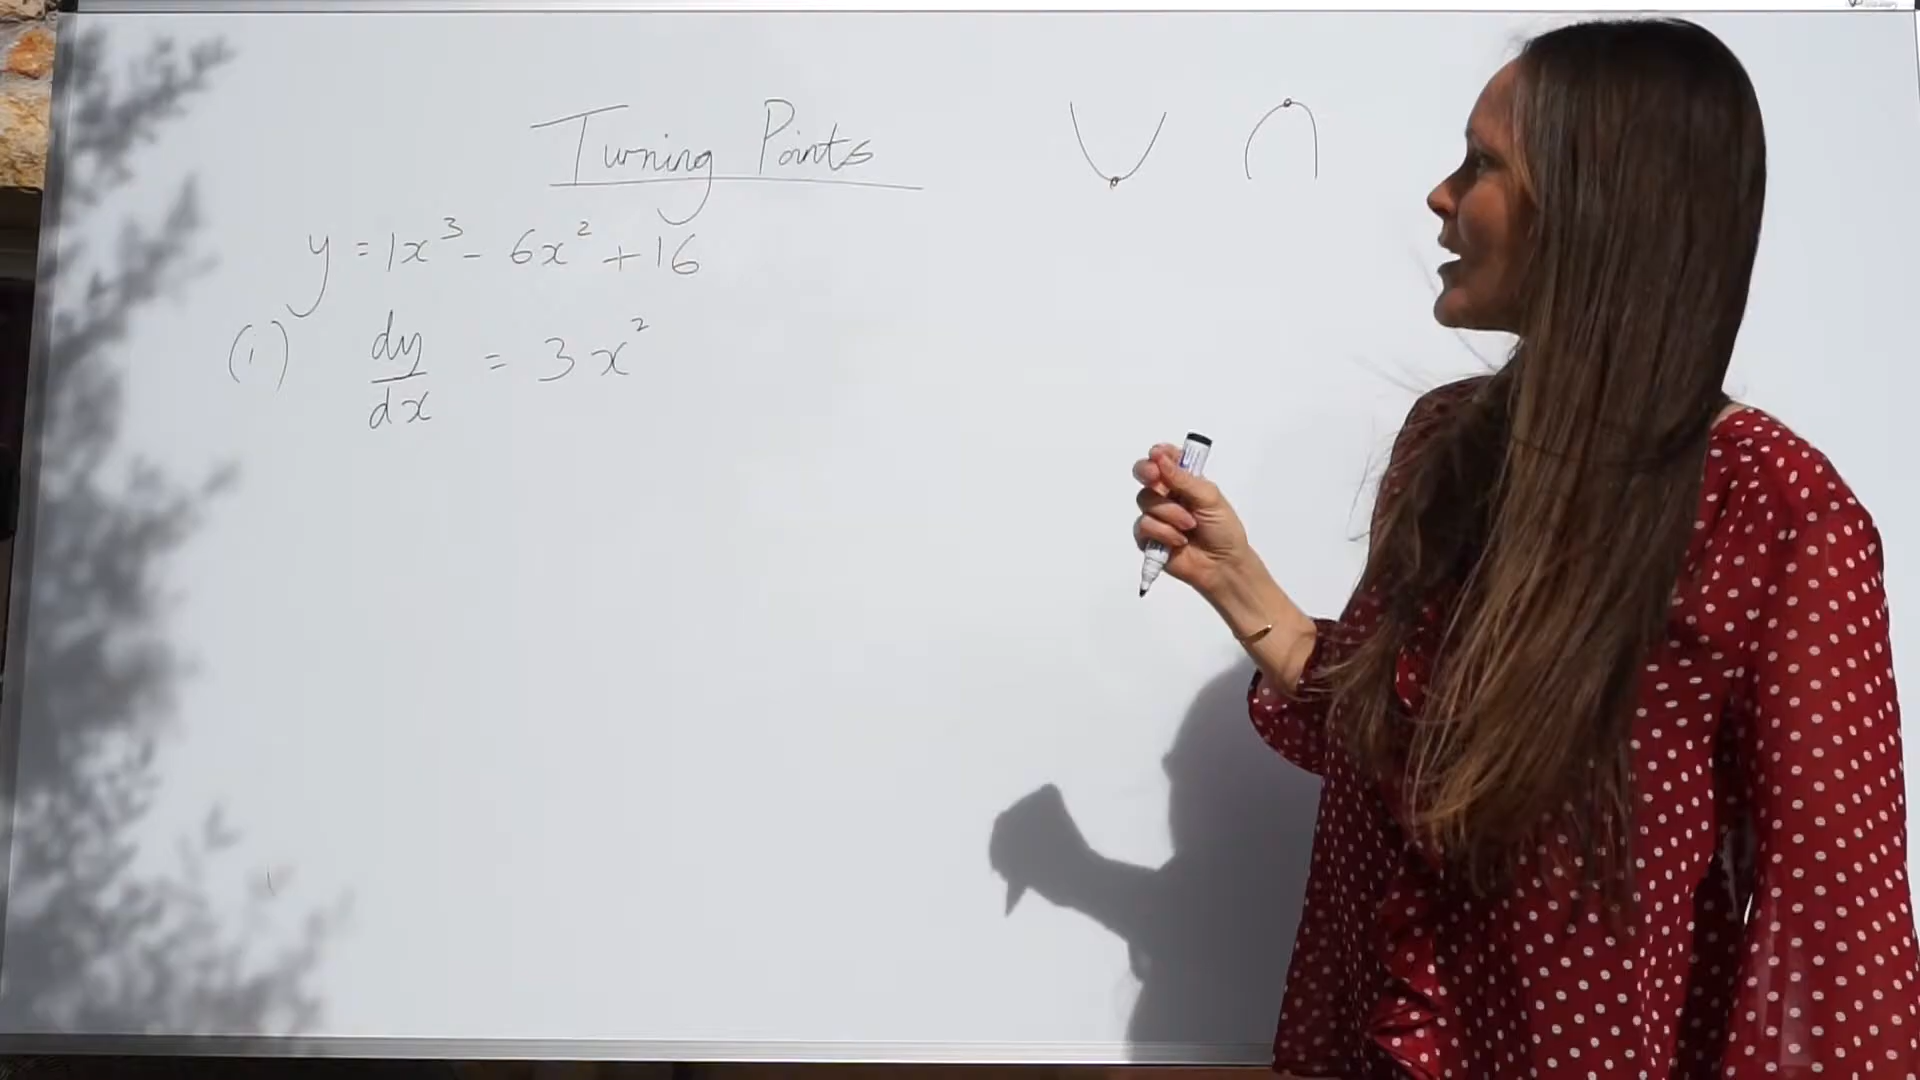 Turning Points
y = 1x³ - 6x² + 16
(i) dy/dx = 3x²